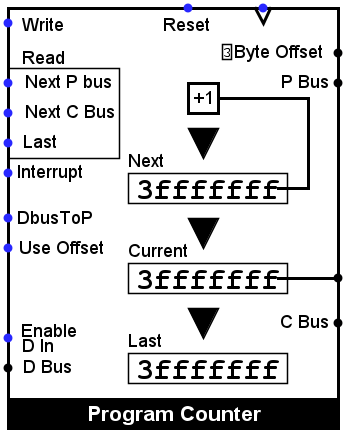 Write
Reset
3 Byte Offset
Read
Next P bus
P Bus
+1
Next C Bus
Last
Next
Interrupt
3fffffff
DbusToP
Use Offset
Current
3fffffff
C Bus
Enable
D In
Last
D Bus
3fffffff
Program Counter